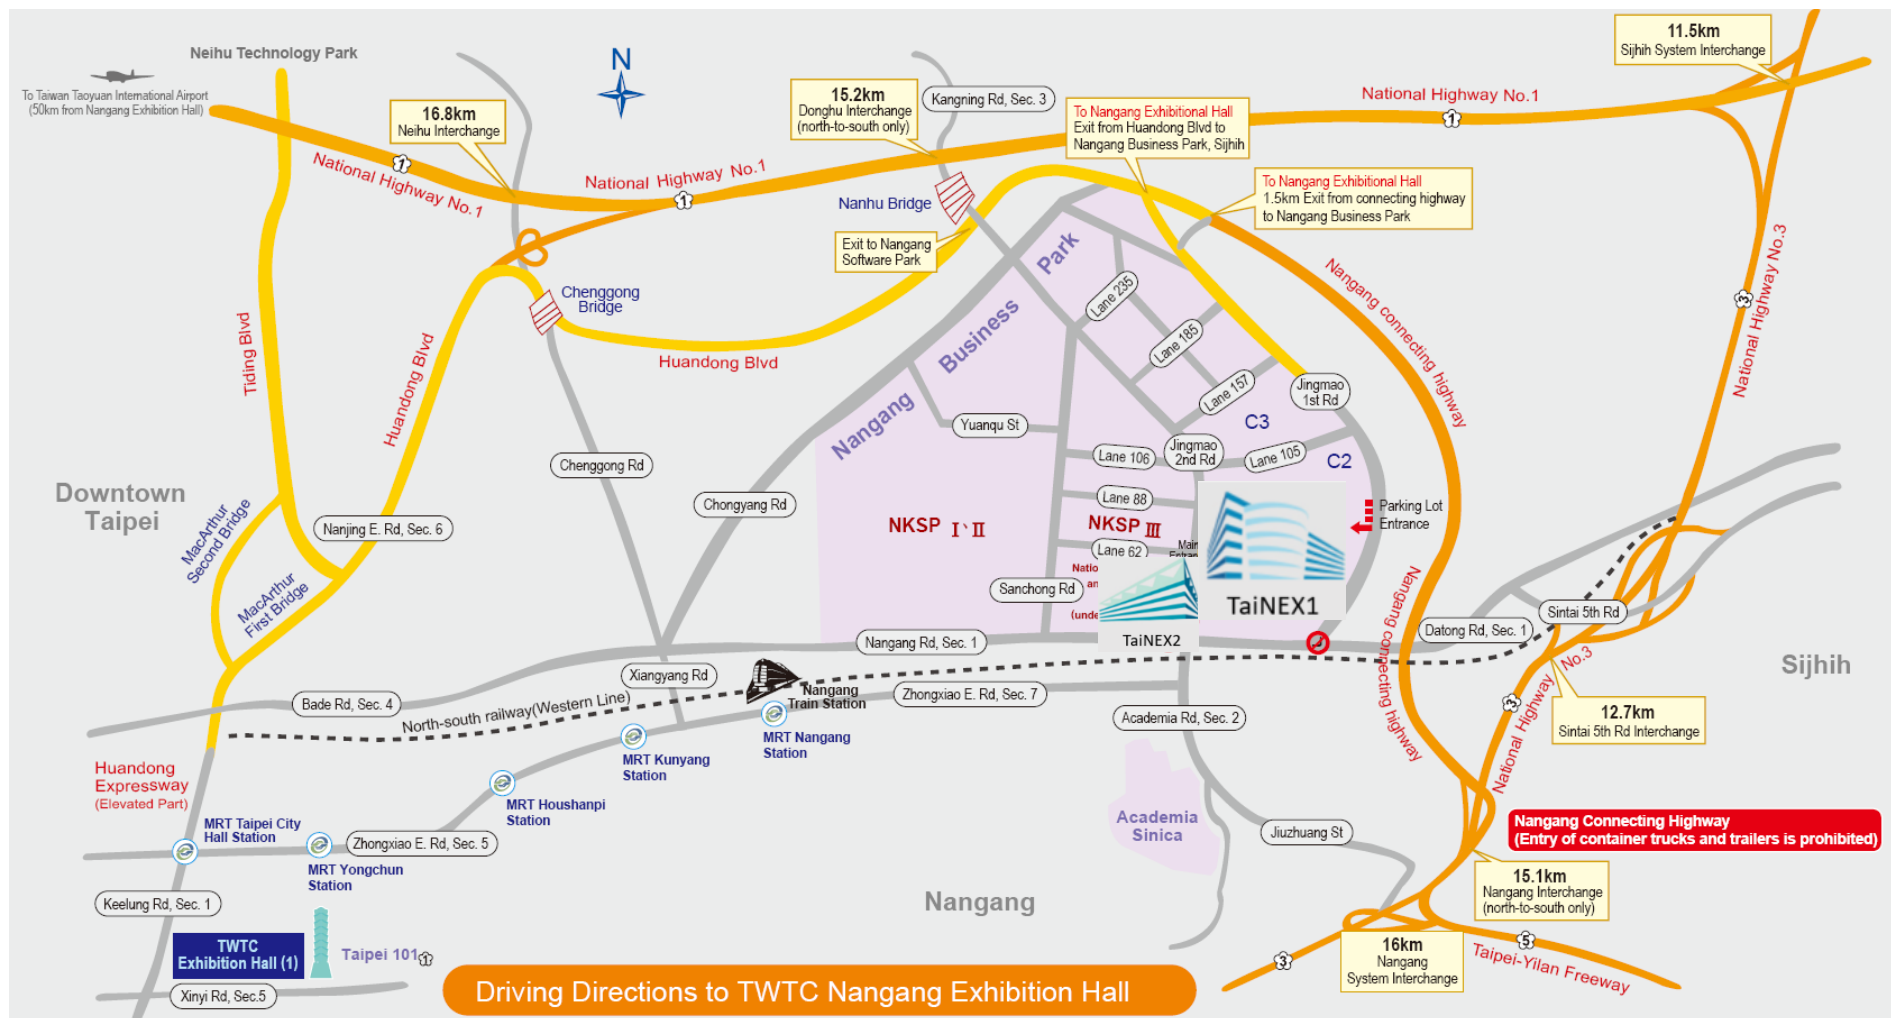 Neihu Technology Park
N
11.5km
Sijhih System Interchange
To Taiwan Taoyuan International Airport
(50km from Nangang Exhibition Hall)
16.8km
Neihu Interchange
15.2km
Donghu Interchange
(north-to-south only)
Kangning Rd, Sec. 3
To Nangang Exhibitional Hall
Exit from Huandong Blvd to
Nangang Business Park, Sijhih
National Highway No.1
1
1
National Highway No.1
National Highway No.1
1
Nanhu Bridge
To Nangang Exhibitional Hall
1.5km Exit from connecting highway
to Nangang Business Park
Exit to Nangang
Software Park
Chenggong
Bridge
Huandong Blvd
Tiding Blvd
Huandong Blvd
Nangang Business Park
Lane 235
Lane 185
Lane 157
Jingmao
1st Rd
Nangang connecting highway
National Highway No.3
3
C3
Yuanqu St
Jingmao
2nd Rd
Lane 106
Lane 105
C2
Chenggong Rd
Chongyang Rd
Lane 88
Downtown
Taipei
Nanjing E. Rd, Sec. 6
MacArthur
Second Bridge
MacArthur
First Bridge
NKSP I、II
NKSP III
Parking Lot
Entrance
Lane 62
Main
Entran
Natio
an
(unde
Sanchong Rd
TaiNEX1
TaiNEX2
Nangang connecting highway
Sintai 5th Rd
Datong Rd, Sec. 1
Nangang Rd, Sec. 1
Sijhih
Xiangyang Rd
Nangang
Train Station
Zhongxiao E. Rd, Sec. 7
Bade Rd, Sec. 4
North-south railway(Western Line)
Academia Rd, Sec. 2
National Highway No.3
3
12.7km
Sintai 5th Rd Interchange
MRT Nangang
Station
MRT Kunyang
Station
Huandong
Expressway
(Elevated Part)
MRT Houshanpi
Station
MRT Taipei City
Hall Station
Zhongxiao E. Rd, Sec. 5
MRT Yongchun
Station
Academia
Sinica
Jiuzhuang St
Nangang Connecting Highway
(Entry of container trucks and trailers is prohibited)
15.1km
Nangang Interchange
(north-to-south only)
Keelung Rd, Sec. 1
Nangang
TWTC
Exhibition Hall (1)
Taipei 101
1
16km
Nangang
System Interchange
3
5
Taipei-Yilan Freeway
Xinyi Rd, Sec.5
Driving Directions to TWTC Nangang Exhibition Hall